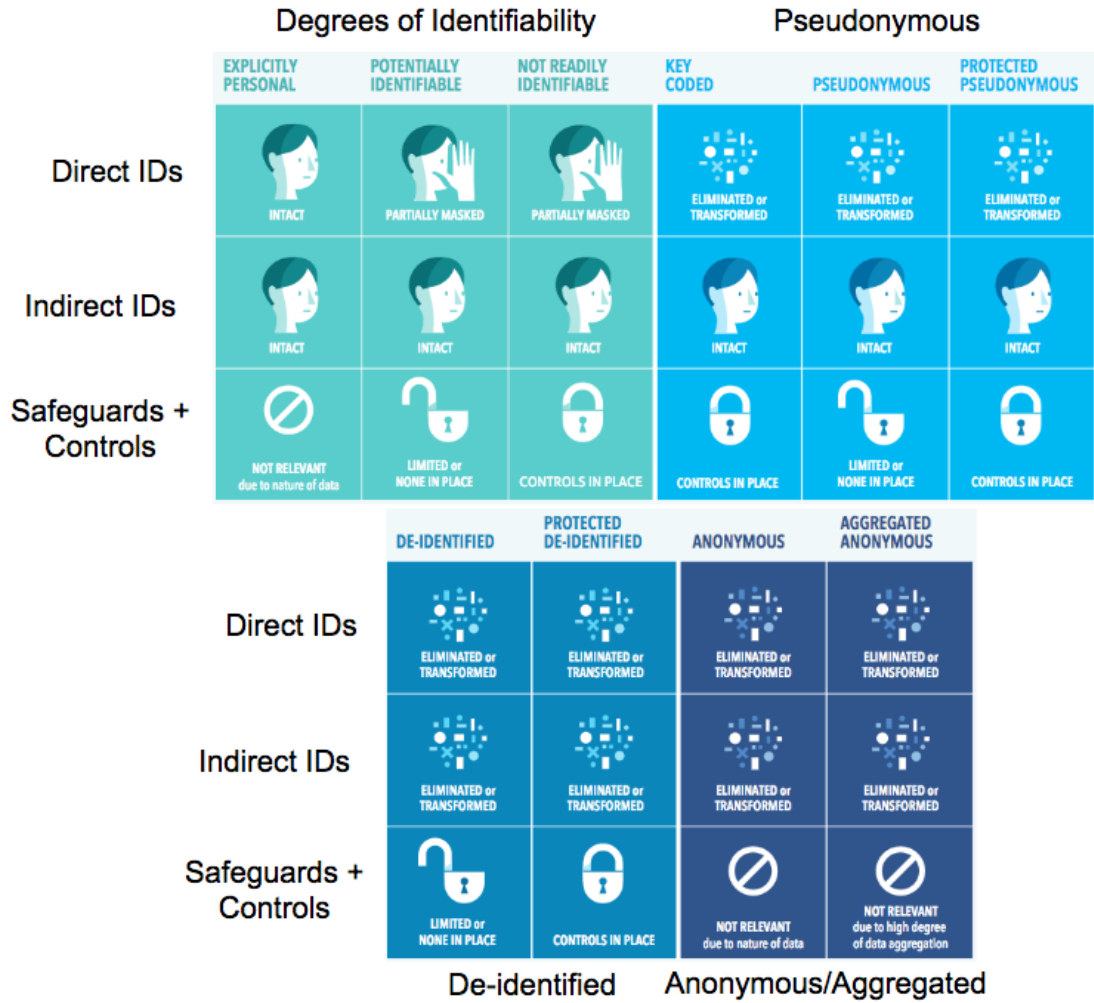 Degrees of Identifiability
Pseudonymous
EXPLICITLY
PERSONAL
POTENTIALLY
IDENTIFIABLE
NOT READILY
IDENTIFIABLE
KEY
CODED
PSEUDONYMOUS
PROTECTED
PSEUDONYMOUS
Direct IDs
INTACT
PARTIALLY MASKED
PARTIALLY MASKED
ELIMINATED or
TRANSFORMED
ELIMINATED or
TRANSFORMED
ELIMINATED or
TRANSFORMED
Indirect IDs
INTACT
INTACT
INTACT
INTACT
INTACT
INTACT
Safeguards +
Controls
NOT RELEVANT
due to nature of data
LIMITED or
NONE IN PLACE
CONTROLS IN PLACE
CONTROLS IN PLACE
LIMITED or
NONE IN PLACE
CONTROLS IN PLACE
DE-IDENTIFIED
PROTECTED
DE-IDENTIFIED
ANONYMOUS
AGGREGATED
ANONYMOUS
Direct IDs
ELIMINATED or
TRANSFORMED
ELIMINATED or
TRANSFORMED
ELIMINATED or
TRANSFORMED
ELIMINATED or
TRANSFORMED
Indirect IDs
ELIMINATED or
TRANSFORMED
ELIMINATED or
TRANSFORMED
ELIMINATED or
TRANSFORMED
ELIMINATED or
TRANSFORMED
Safeguards +
Controls
LIMITED or
NONE IN PLACE
CONTROLS IN PLACE
NOT RELEVANT
due to nature of data
NOT RELEVANT
due to high degree
of data aggregation
De-identified
Anonymous/Aggregated